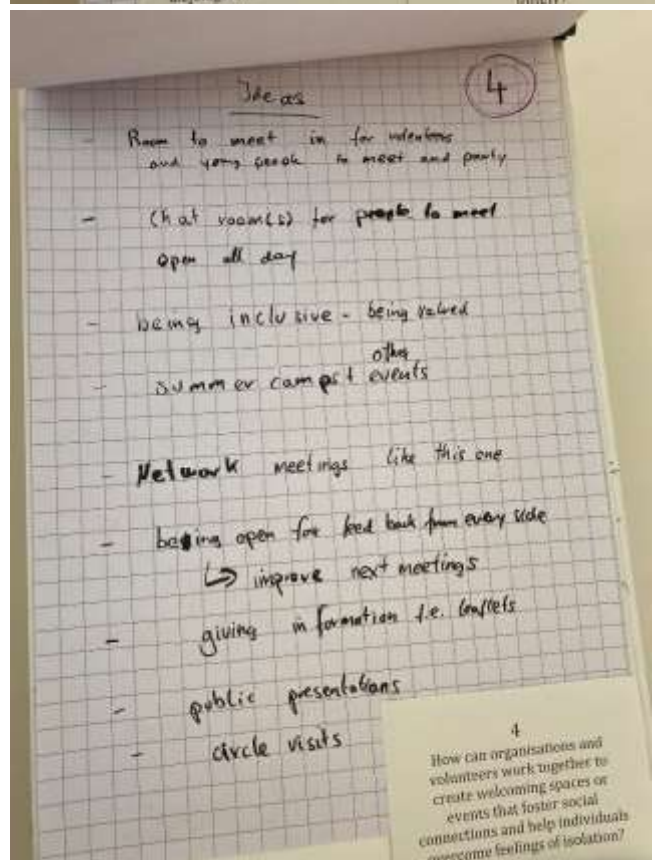 Ideas
4
- Room to meet in for volunteers
and young people to meet and party
- Chat room(s) for people to meet
open all day
- being inclusive - being valued
other
- summer camps + events
- Network meetings like this one
- being open for feed back from every side
↳ improve next meetings
- giving information f.e. leaflets
- public presentations
- circle visits
4
How can organisations and
volunteers work together to
create welcoming spaces or
events that foster social
connections and help individuals
overcome feelings of isolation?